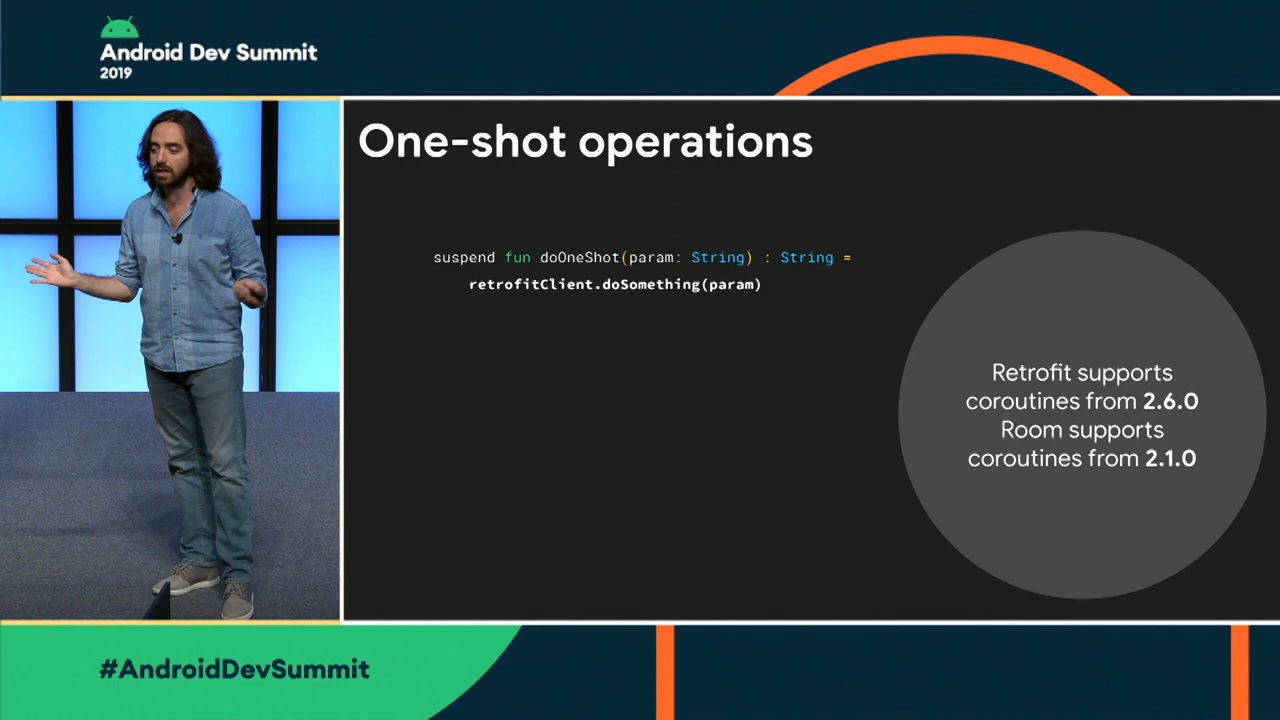 Android Dev Summit
2019
One-shot operations
suspend fun doOneShot(param: String) : String =
retrofitClient.doSomething(param)
Retrofit supports
coroutines from 2.6.0
Room supports
coroutines from 2.1.0
#AndroidDevSummit